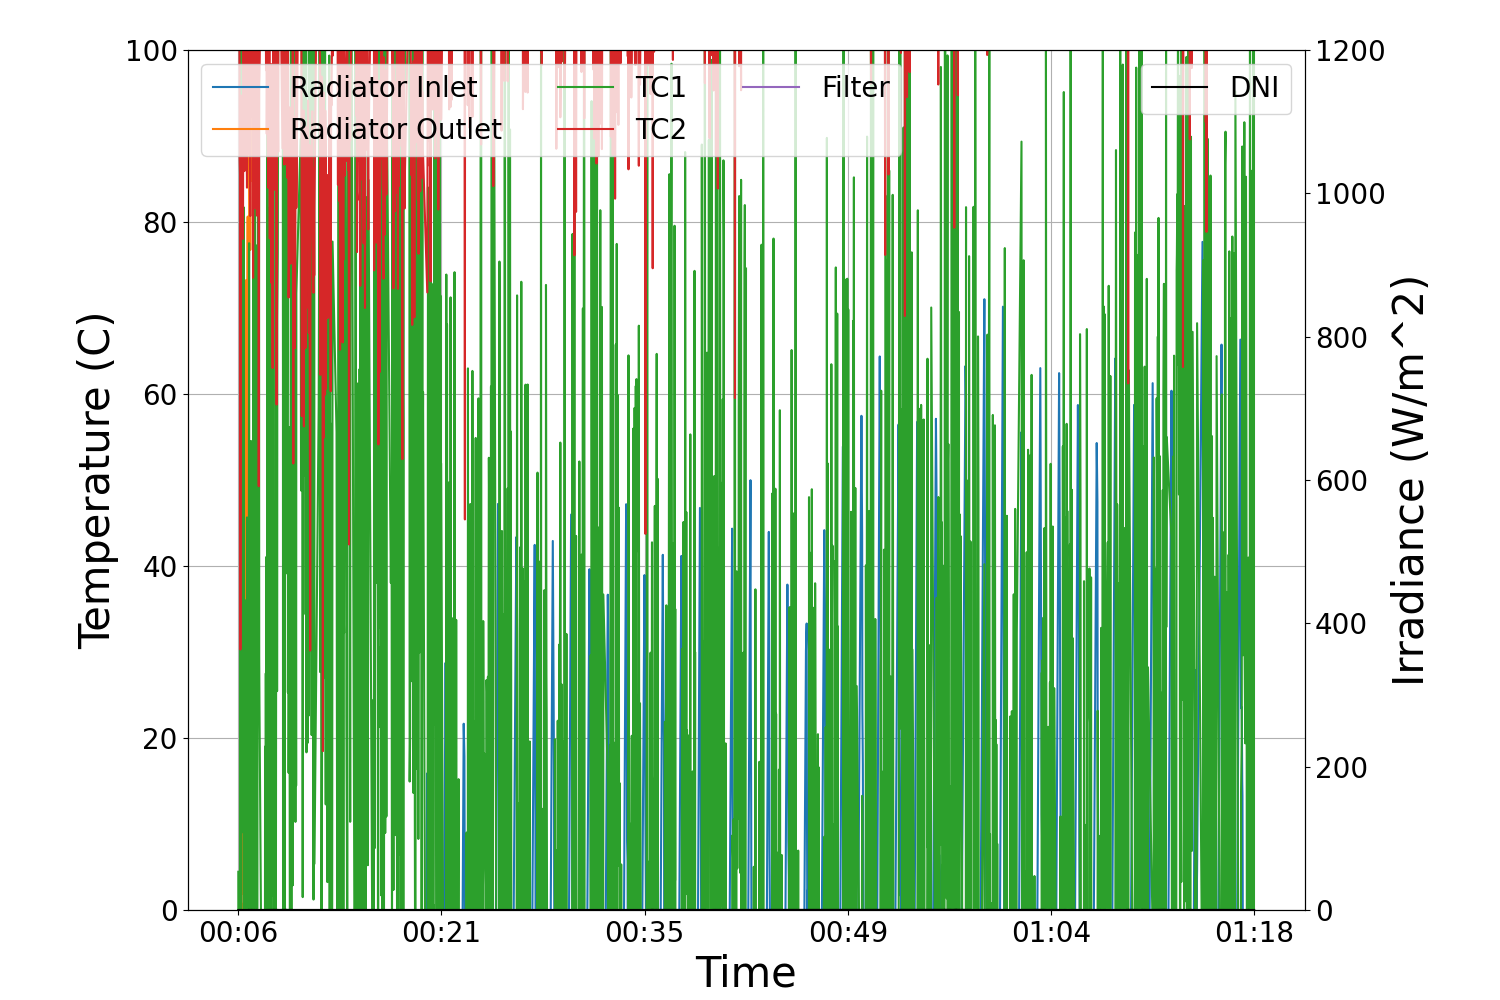 Radiator Inlet
Radiator Outlet
TC1
TC2
Filter
DNI
Temperature (C)
100
80
60
40
20
0
1200
1000
800
600
400
200
0
Irradiance (W/m^2)
00:06 00:21 00:35 00:49 01:04 01:18
Time